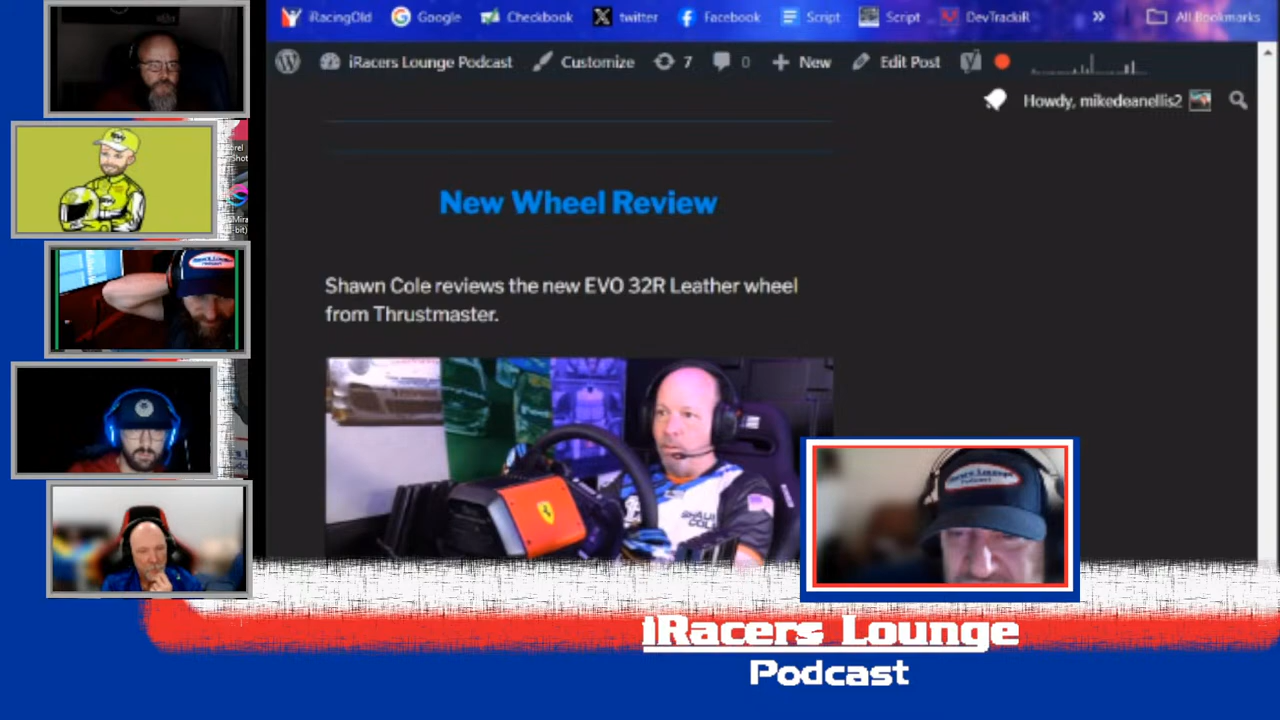 iRacingOld Google Checkbook twitter Facebook Script Script DevTrackiR » All Bookmarks
iRacers Lounge Podcast Customize 7 0 New Edit Post
Howdy, mikedeanellis2
New Wheel Review
Shawn Cole reviews the new EVO 32R Leather wheel
from Thrustmaster.
iRacers Lounge
Podcast